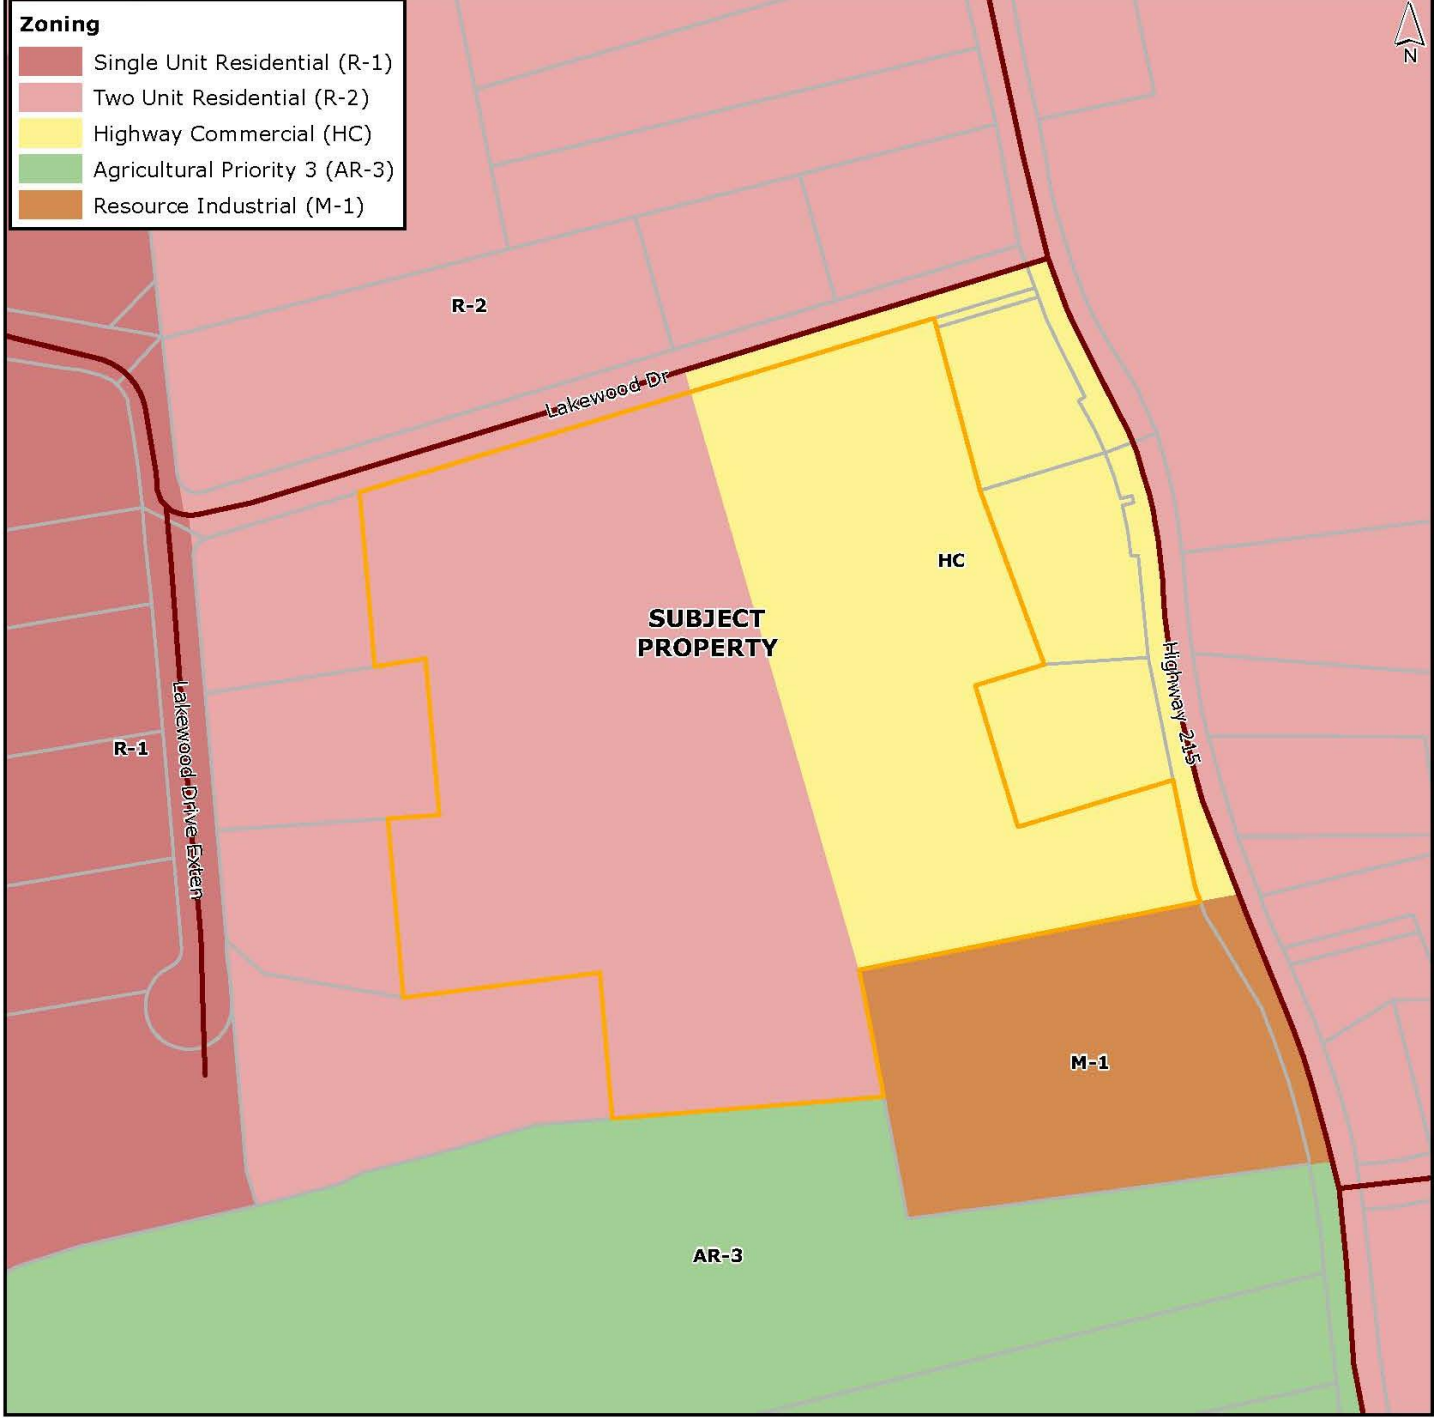 Zoning
Single Unit Residential (R-1)
Two Unit Residential (R-2)
Highway Commercial (HC)
Agricultural Priority 3 (AR-3)
Resource Industrial (M-1)
N
R-2
Lakewood Dr
HC
SUBJECT
PROPERTY
Highway 215
R-1
Lakewood Drive Exten
M-1
AR-3